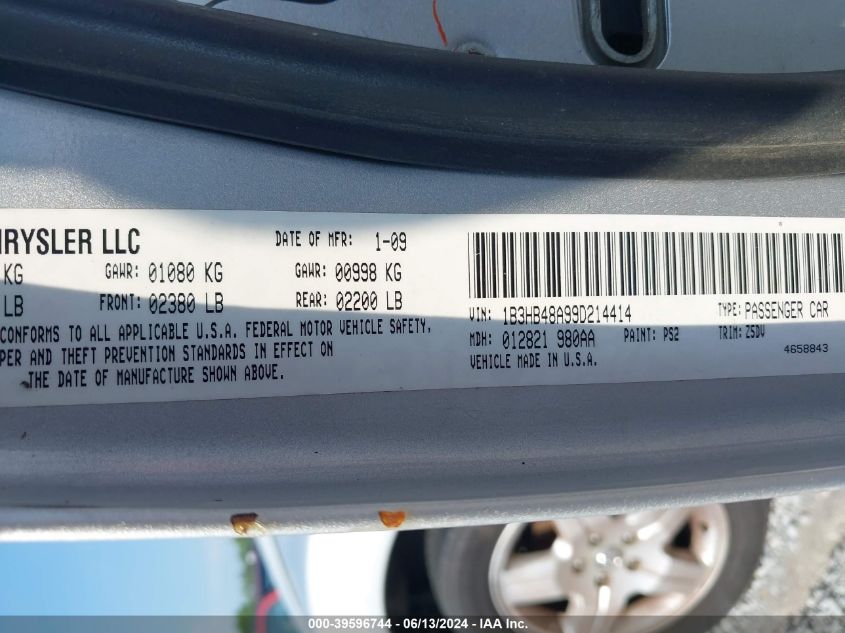 HRYSLER LLC
DATE OF MFR: 1-09
KG GAWR: 01080 KG GAWR: 00998 KG
LB FRONT: 02380 LB REAR: 02200 LB
CONFORMS TO ALL APPLICABLE U.S.A. FEDERAL MOTOR VEHICLE SAFETY,
PER AND THEFT PREVENTION STANDARDS IN EFFECT ON
THE DATE OF MANUFACTURE SHOWN ABOVE.
VIN: 1B3HB48A99D214414 TYPE: PASSENGER CAR
MDH: 012821 980AA PAINT: PS2 TRIM: Z5DV
VEHICLE MADE IN U.S.A.
4658843
000-39596744 - 06/13/2024 - IAA Inc.